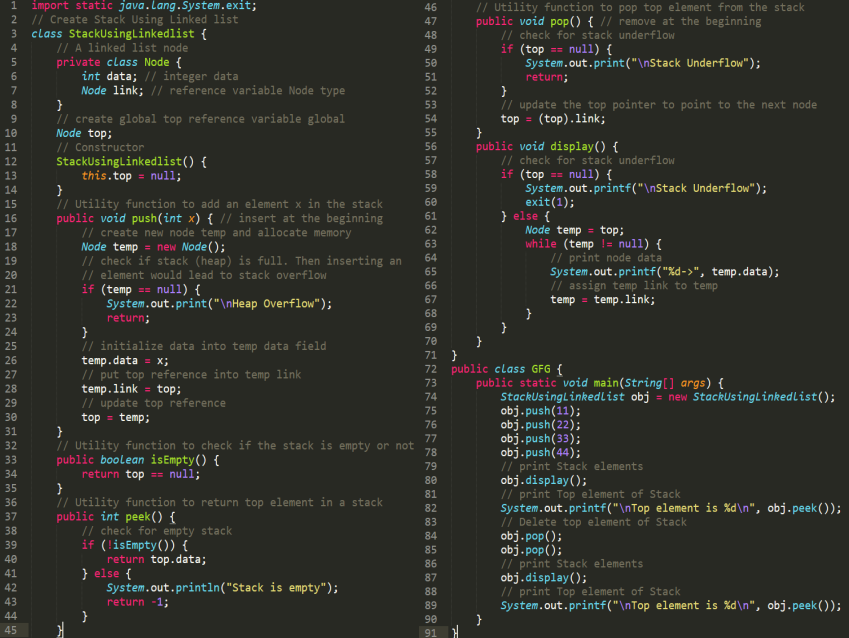 1 import static java.lang.System.exit;
2 // Create Stack Using Linked list
3 class StackUsingLinkedlist {
4 // A linked list node
5 private class Node {
6 int data; // integer data
7 Node link; // reference variable Node type
8 }
9 // create global top reference variable global
10 Node top;
11 // Constructor
12 StackUsingLinkedlist() {
13 this.top = null;
14 }
15 // Utility function to add an element x in the stack
16 public void push(int x) { // insert at the beginning
17 // create new node temp and allocate memory
18 Node temp = new Node();
19 // check if stack (heap) is full. Then inserting an
20 // element would lead to stack overflow
21 if (temp == null) {
22 System.out.print("\nHeap Overflow");
23 return;
24 }
25 // initialize data into temp data field
26 temp.data = x;
27 // put top reference into temp link
28 temp.link = top;
29 // update top reference
30 top = temp;
31 }
32 // Utility function to check if the stack is empty or not
33 public boolean isEmpty() {
34 return top == null;
35 }
36 // Utility function to return top element in a stack
37 public int peek() {
38 // check for empty stack
39 if (!isEmpty()) {
40 return top.data;
41 } else {
42 System.out.println("Stack is empty");
43 return -1;
44 }
45 }
46 // Utility function to pop top element from the stack
47 public void pop() { // remove at the beginning
48 // check for stack underflow
49 if (top == null) {
50 System.out.print("\nStack Underflow");
51 return;
52 }
53 // update the top pointer to point to the next node
54 top = (top).link;
55 }
56 public void display() {
57 // check for stack underflow
58 if (top == null) {
59 System.out.printf("\nStack Underflow");
60 exit(1);
61 } else {
62 Node temp = top;
63 while (temp != null) {
64 // print node data
65 System.out.printf("%d->", temp.data);
66 // assign temp link to temp
67 temp = temp.link;
68 }
69 }
70 }
71 }
72 public class GFG {
73 public static void main(String[] args) {
74 StackUsingLinkedlist obj = new StackUsingLinkedlist();
75 obj.push(11);
76 obj.push(22);
77 obj.push(33);
78 obj.push(44);
79 // print Stack elements
80 obj.display();
81 // print Top element of Stack
82 System.out.printf("\nTop element is %d\n", obj.peek());
83 // Delete top element of Stack
84 obj.pop();
85 obj.pop();
86 // print Stack elements
87 obj.display();
88 // print Top element of Stack
89 System.out.printf("\nTop element is %d\n", obj.peek());
90 }
91 }